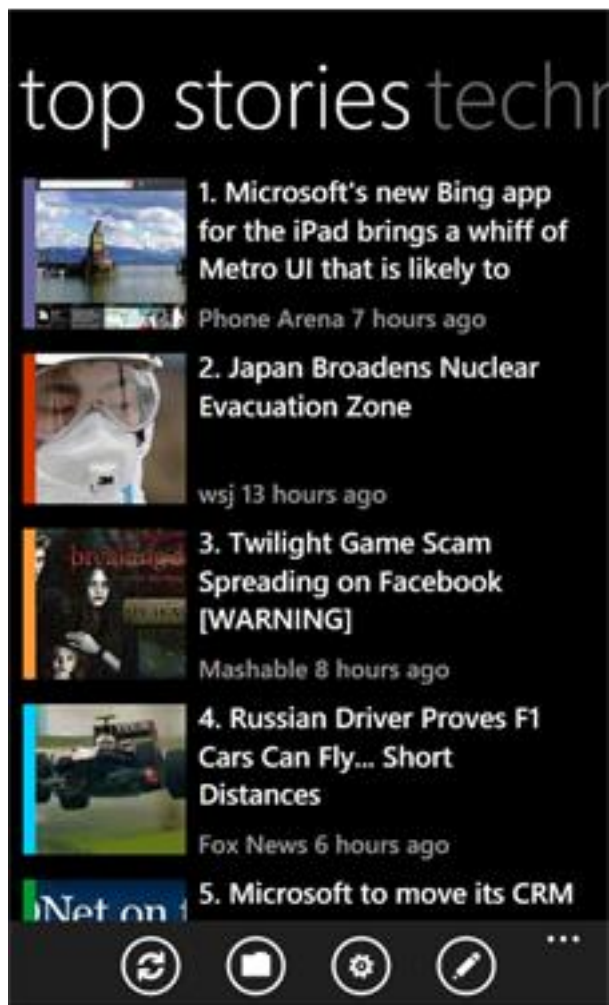 top stories techn
1. Microsoft's new Bing app
for the iPad brings a whiff of
Metro UI that is likely to
Phone Arena 7 hours ago
2. Japan Broadens Nuclear
Evacuation Zone
3M
wsj 13 hours ago
3. Twilight Game Scam
Spreading on Facebook
[WARNING]
Mashable 8 hours ago
4. Russian Driver Proves F1
Cars Can Fly... Short
Distances
Fox News 6 hours ago
5. Microsoft to move its CRM
DNet on